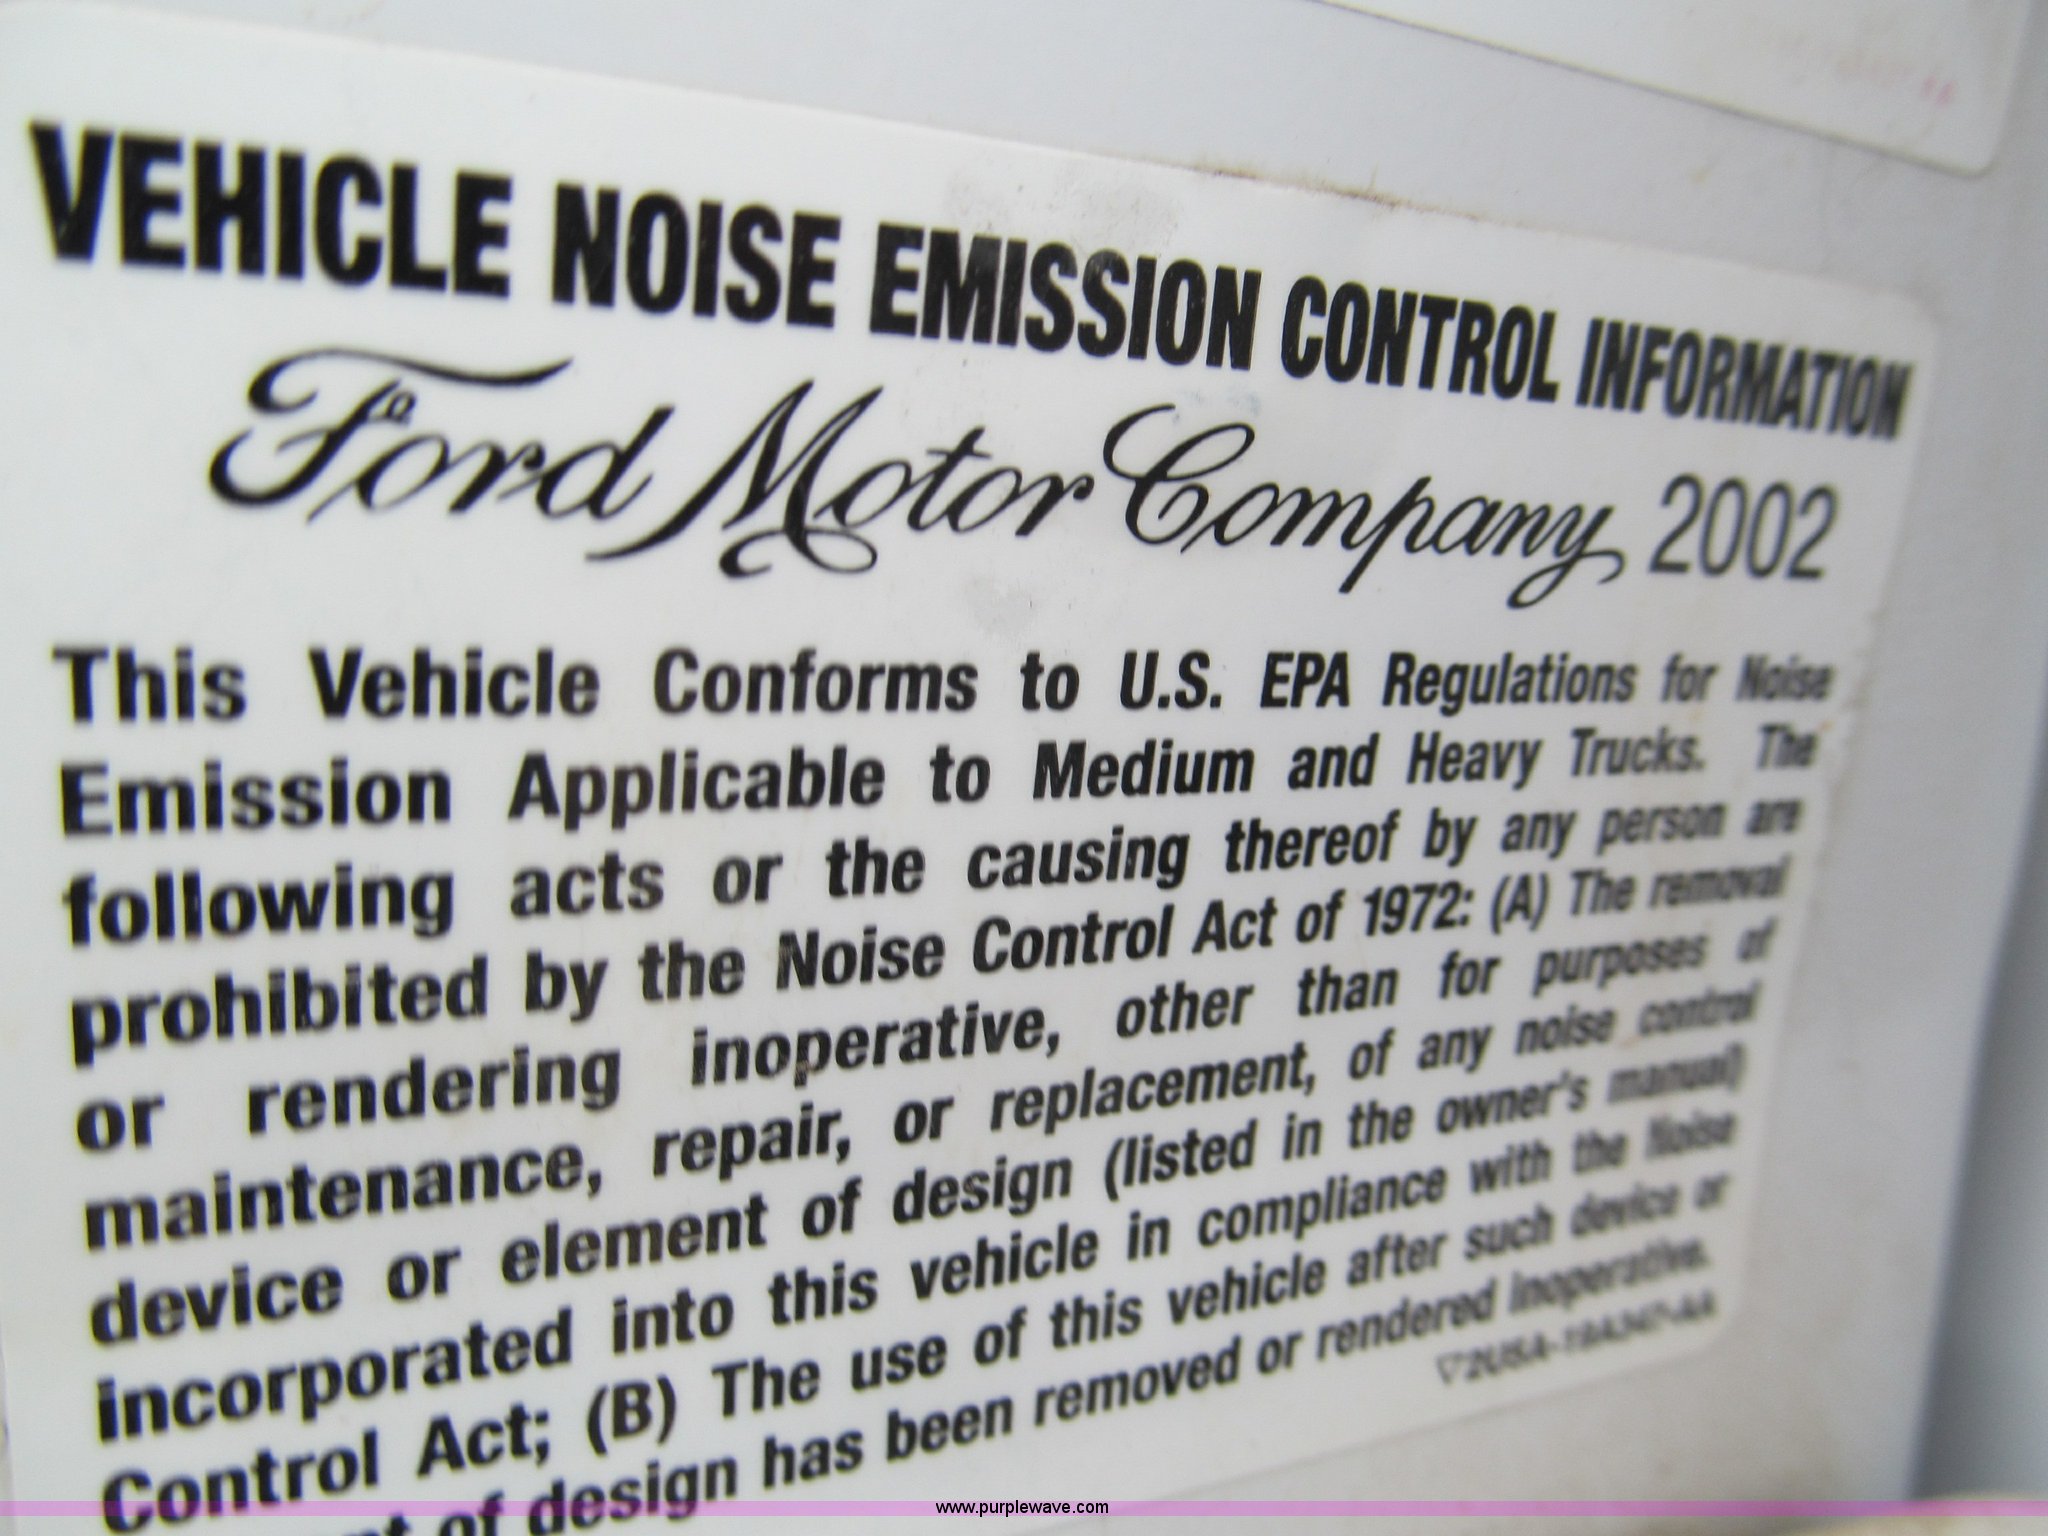 VEHICLE NOISE EMISSION CONTROL INFORMATION
Ford Motor Company 2002
This Vehicle Conforms to U.S. EPA Regulations for Noise
Emission Applicable to Medium and Heavy Trucks. The
following acts or the causing thereof by any person are
prohibited by the Noise Control Act of 1972: (A) The removal
or rendering inoperative, other than for purposes of
maintenance, repair, or replacement, of any noise control
device or element of design (listed in the owner's manual)
incorporated into this vehicle in compliance with the Noise
Control Act; (B) The use of this vehicle after such device or
of design has been removed or rendered inoperative.
www.purplewave.com